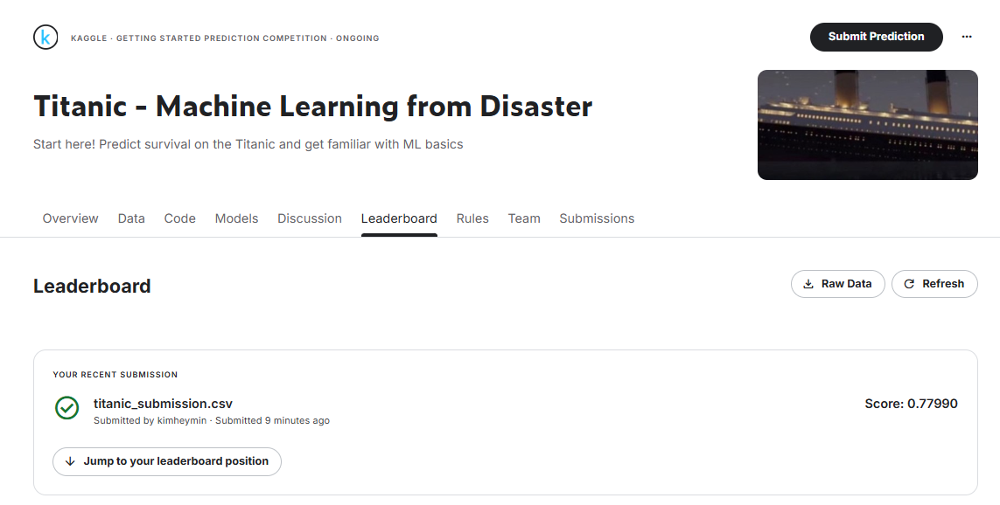 k KAGGLE · GETTING STARTED PREDICTION COMPETITION · ONGOING
Submit Prediction ...
Titanic - Machine Learning from Disaster
Start here! Predict survival on the Titanic and get familiar with ML basics
Overview Data Code Models Discussion Leaderboard Rules Team Submissions
Leaderboard
Raw Data Refresh
YOUR RECENT SUBMISSION
titanic_submission.csv Score: 0.77990
Submitted by kimheymin · Submitted 9 minutes ago
Jump to your leaderboard position